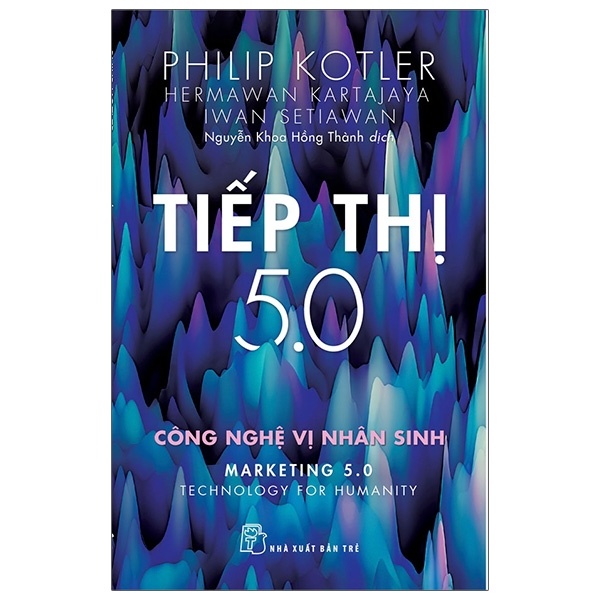 PHILIP KOTLER
HERMAWAN KARTAJAYA
IWAN SETIAWAN
Nguyễn Khoa Hồng Thành dịch
TIẾP THỊ
5.0
CÔNG NGHỆ VỊ NHÂN SINH
MARKETING 5.0
TECHNOLOGY FOR HUMANITY
NHÀ XUẤT BẢN TRẺ